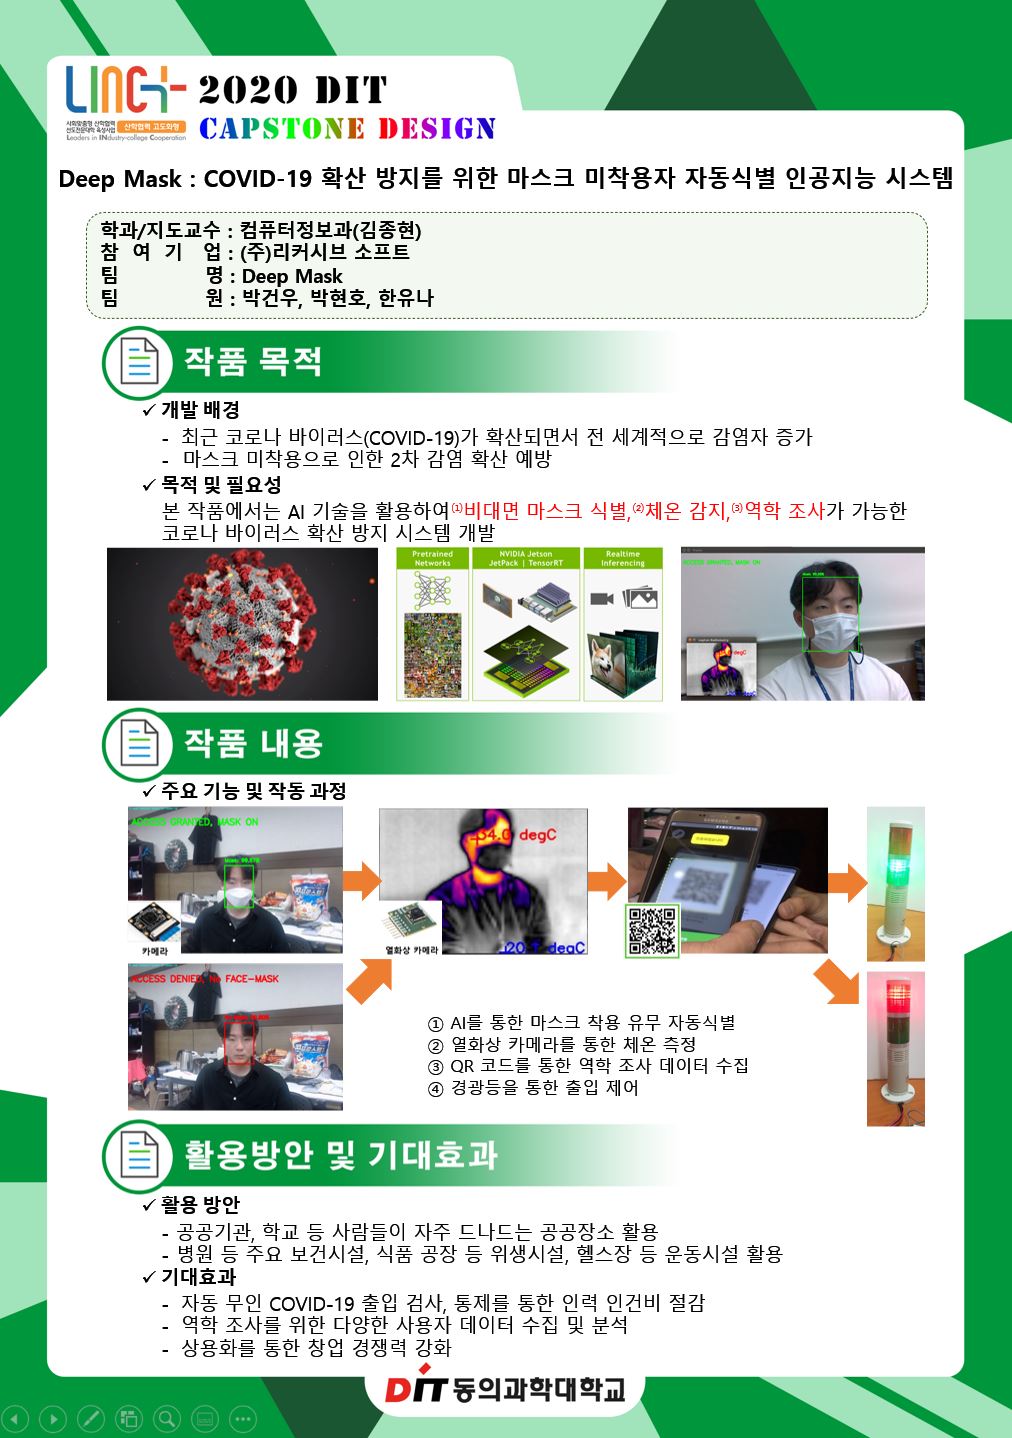 LINC+
사회맞춤형 산학협력
선도전문대학 육성사업
산학협력 고도화형
Leaders in INdustry-college Cooperation
2020 DIT
CAPSTONE DESIGN
Deep Mask : COVID-19 확산 방지를 위한 마스크 미착용자 자동식별 인공지능 시스템
학과/지도교수 : 컴퓨터정보과(김종현)
참 여 기 업 : (주)리커시브 소프트
팀 명 : Deep Mask
팀 원 : 박건우, 박현호, 한유나
작품 목적
✓ 개발 배경
- 최근 코로나 바이러스(COVID-19)가 확산되면서 전 세계적으로 감염자 증가
- 마스크 미착용으로 인한 2차 감염 확산 예방
✓ 목적 및 필요성
본 작품에서는 AI 기술을 활용하여⁽¹⁾비대면 마스크 식별,⁽²⁾체온 감지,⁽³⁾역학 조사가 가능한
코로나 바이러스 확산 방지 시스템 개발
Pretrained
Networks
NVIDIA Jetson
JetPack | TensorRT
Realtime
Inferencing
ACCESS GRANTED, MASK ON
degC
작품 내용
✓ 주요 기능 및 작동 과정
ACCESS GRANTED, MASK ON
카메라
degC
열화상 카메라
degC
SAMSUNG
ACCESS DENIED, No FACE-MASK
① AI를 통한 마스크 착용 유무 자동식별
② 열화상 카메라를 통한 체온 측정
③ QR 코드를 통한 역학 조사 데이터 수집
④ 경광등을 통한 출입 제어
활용방안 및 기대효과
✓ 활용 방안
- 공공기관, 학교 등 사람들이 자주 드나드는 공공장소 활용
- 병원 등 주요 보건시설, 식품 공장 등 위생시설, 헬스장 등 운동시설 활용
✓ 기대효과
- 자동 무인 COVID-19 출입 검사, 통제를 통한 인력 인건비 절감
- 역학 조사를 위한 다양한 사용자 데이터 수집 및 분석
- 상용화를 통한 창업 경쟁력 강화
DIT 동의과학대학교